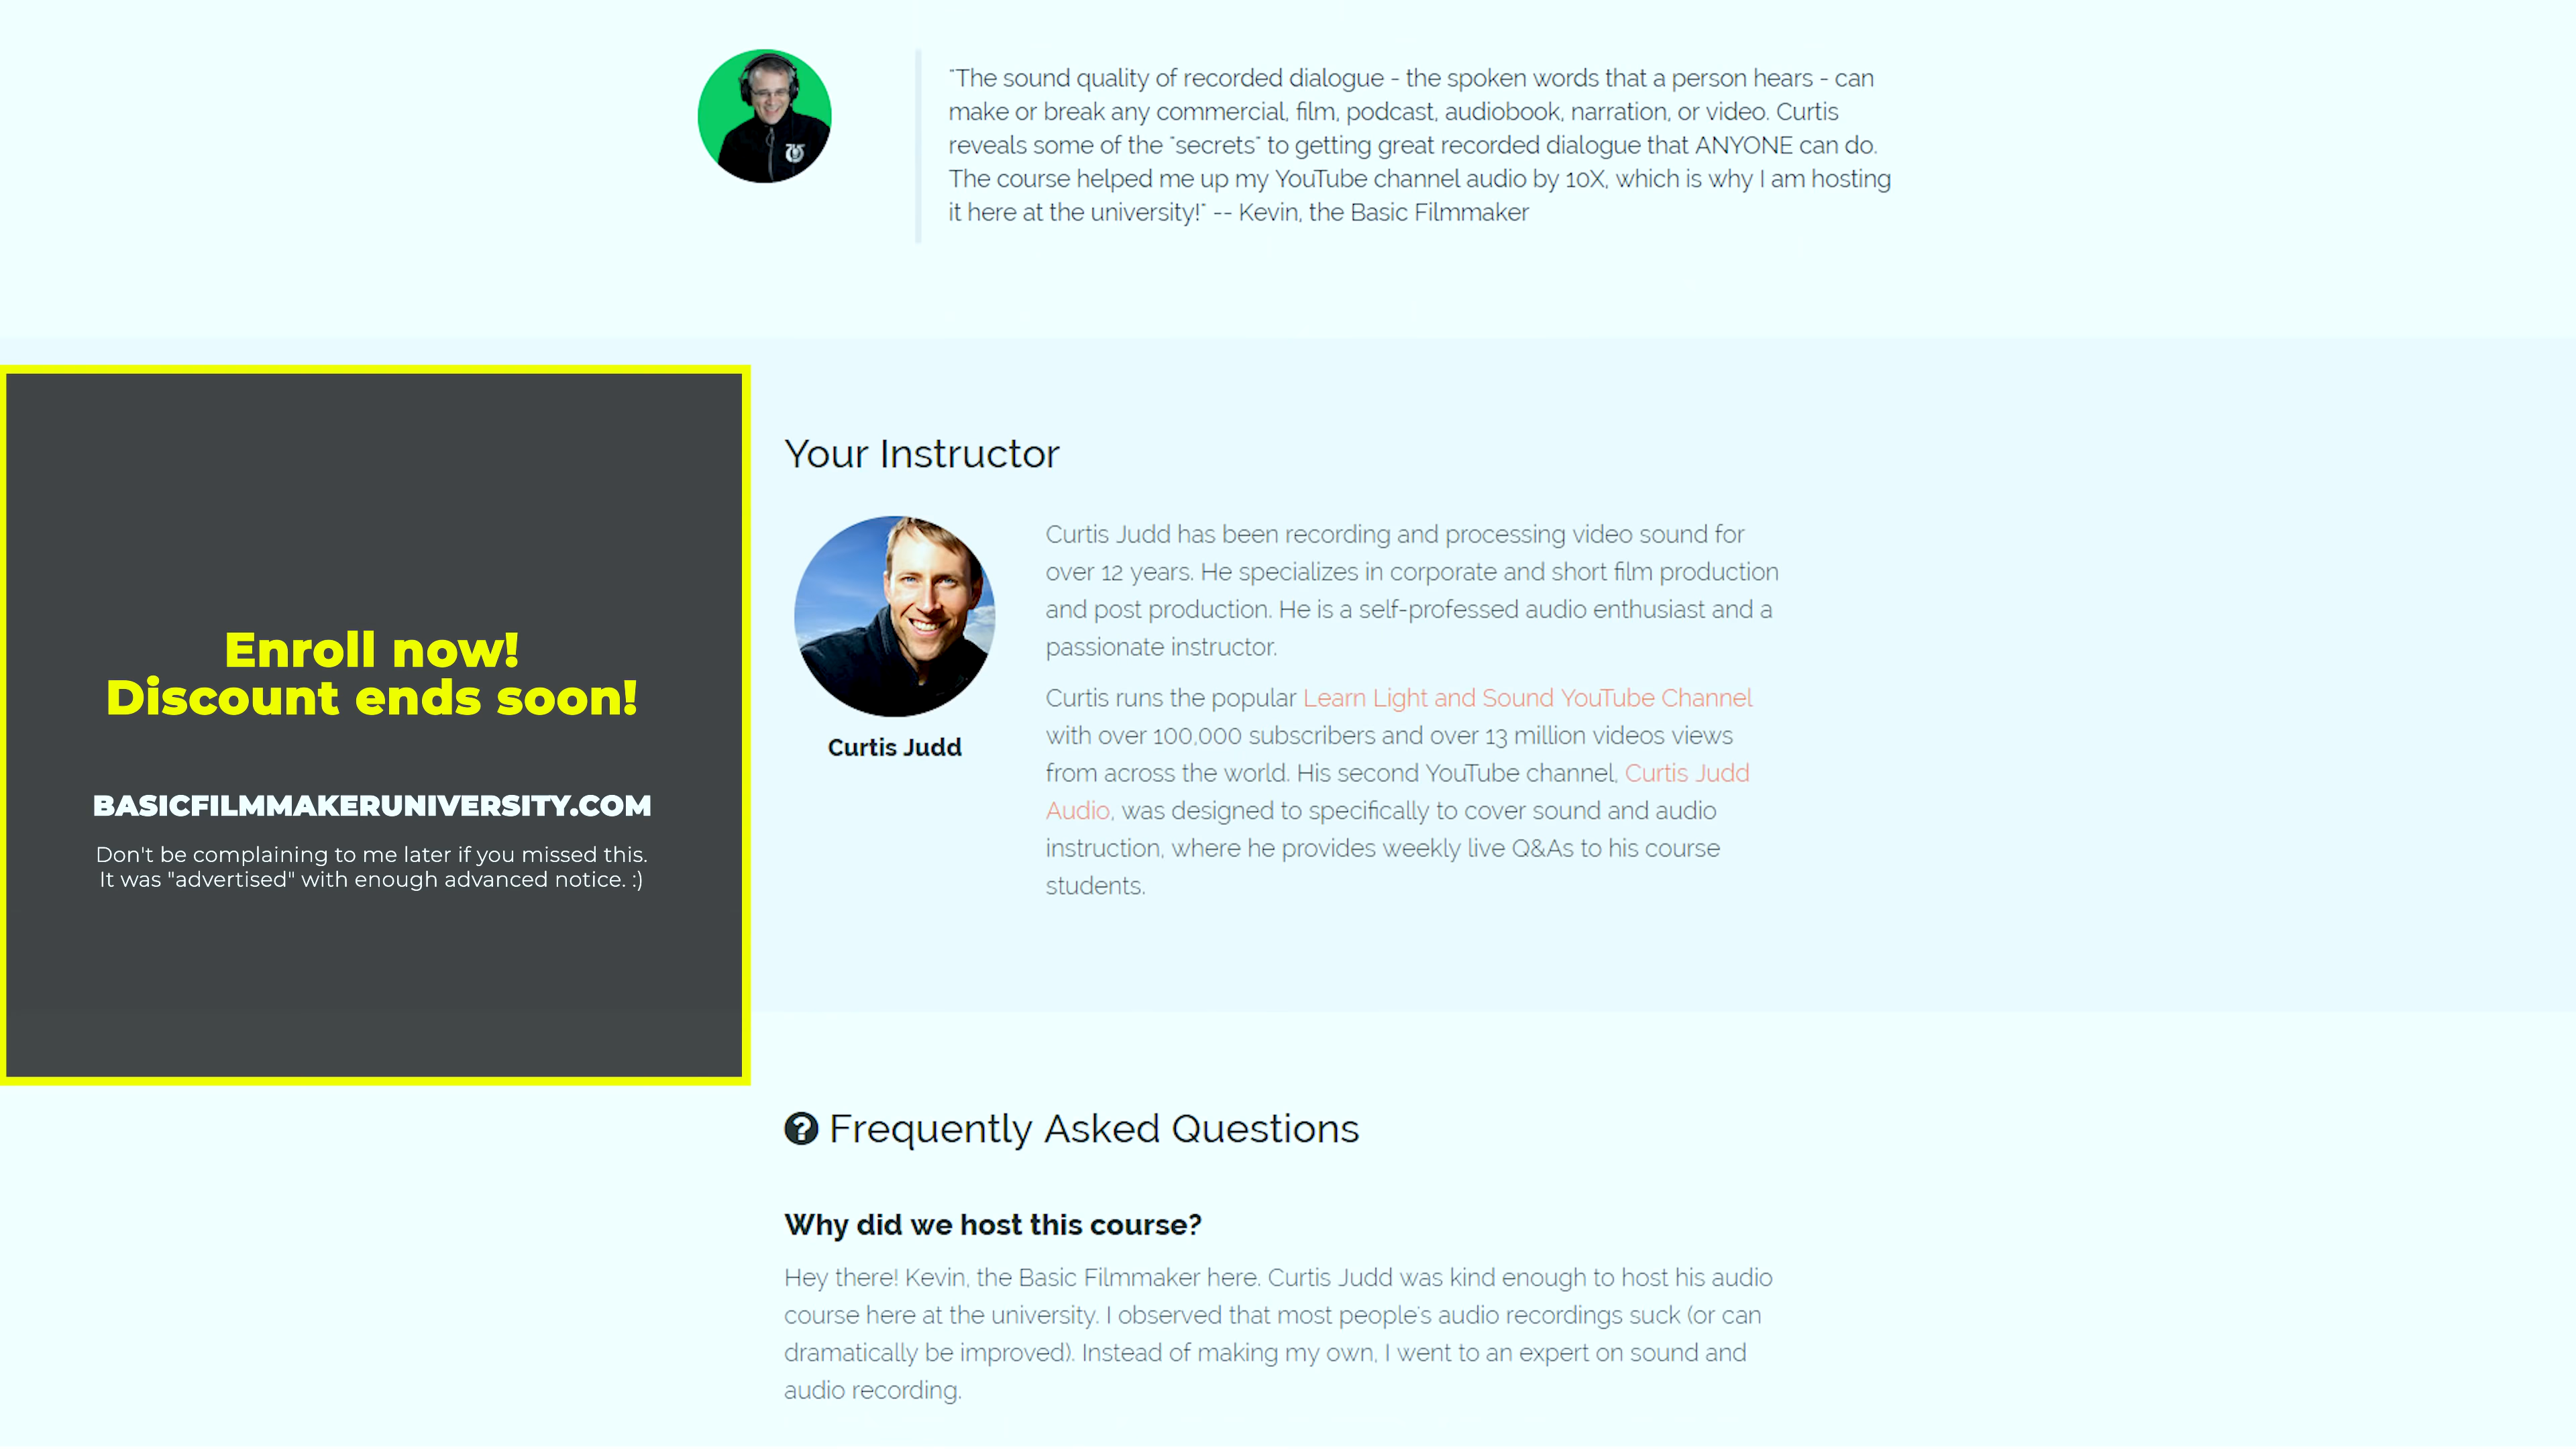 "The sound quality of recorded dialogue - the spoken words that a person hears - can
make or break any commercial, film, podcast, audiobook, narration, or video. Curtis
reveals some of the "secrets" to getting great recorded dialogue that ANYONE can do.
The course helped me up my YouTube channel audio by 10X, which is why I am hosting
it here at the university!" -- Kevin, the Basic Filmmaker
Enroll now!
Discount ends soon!
BASICFILMMAKERUNIVERSITY.COM
Don't be complaining to me later if you missed this.
It was "advertised" with enough advanced notice. :)
Your Instructor
Curtis Judd
Curtis Judd has been recording and processing video sound for
over 12 years. He specializes in corporate and short film production
and post production. He is a self-professed audio enthusiast and a
passionate instructor.
Curtis runs the popular Learn Light and Sound YouTube Channel
with over 100,000 subscribers and over 13 million videos views
from across the world. His second YouTube channel, Curtis Judd
Audio, was designed to specifically to cover sound and audio
instruction, where he provides weekly live Q&As to his course
students.
Frequently Asked Questions
Why did we host this course?
Hey there! Kevin, the Basic Filmmaker here. Curtis Judd was kind enough to host his audio
course here at the university. I observed that most people's audio recordings suck (or can
dramatically be improved). Instead of making my own, I went to an expert on sound and
audio recording.